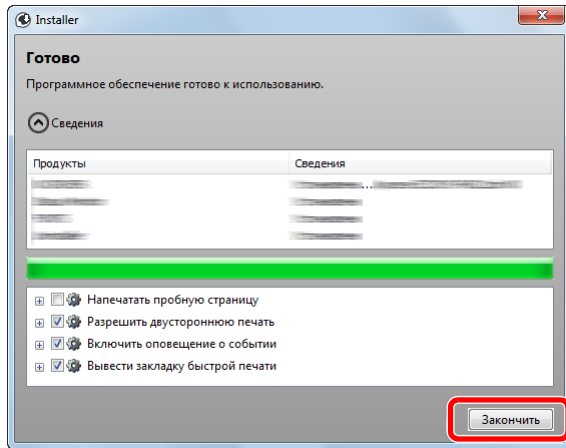 Installer
Готово
Программное обеспечение готово к использованию.
Сведения
Продукты Сведения
Напечатать пробную страницу
Разрешить двустороннюю печать
Включить оповещение о событии
Вывести закладку быстрой печати
Закончить